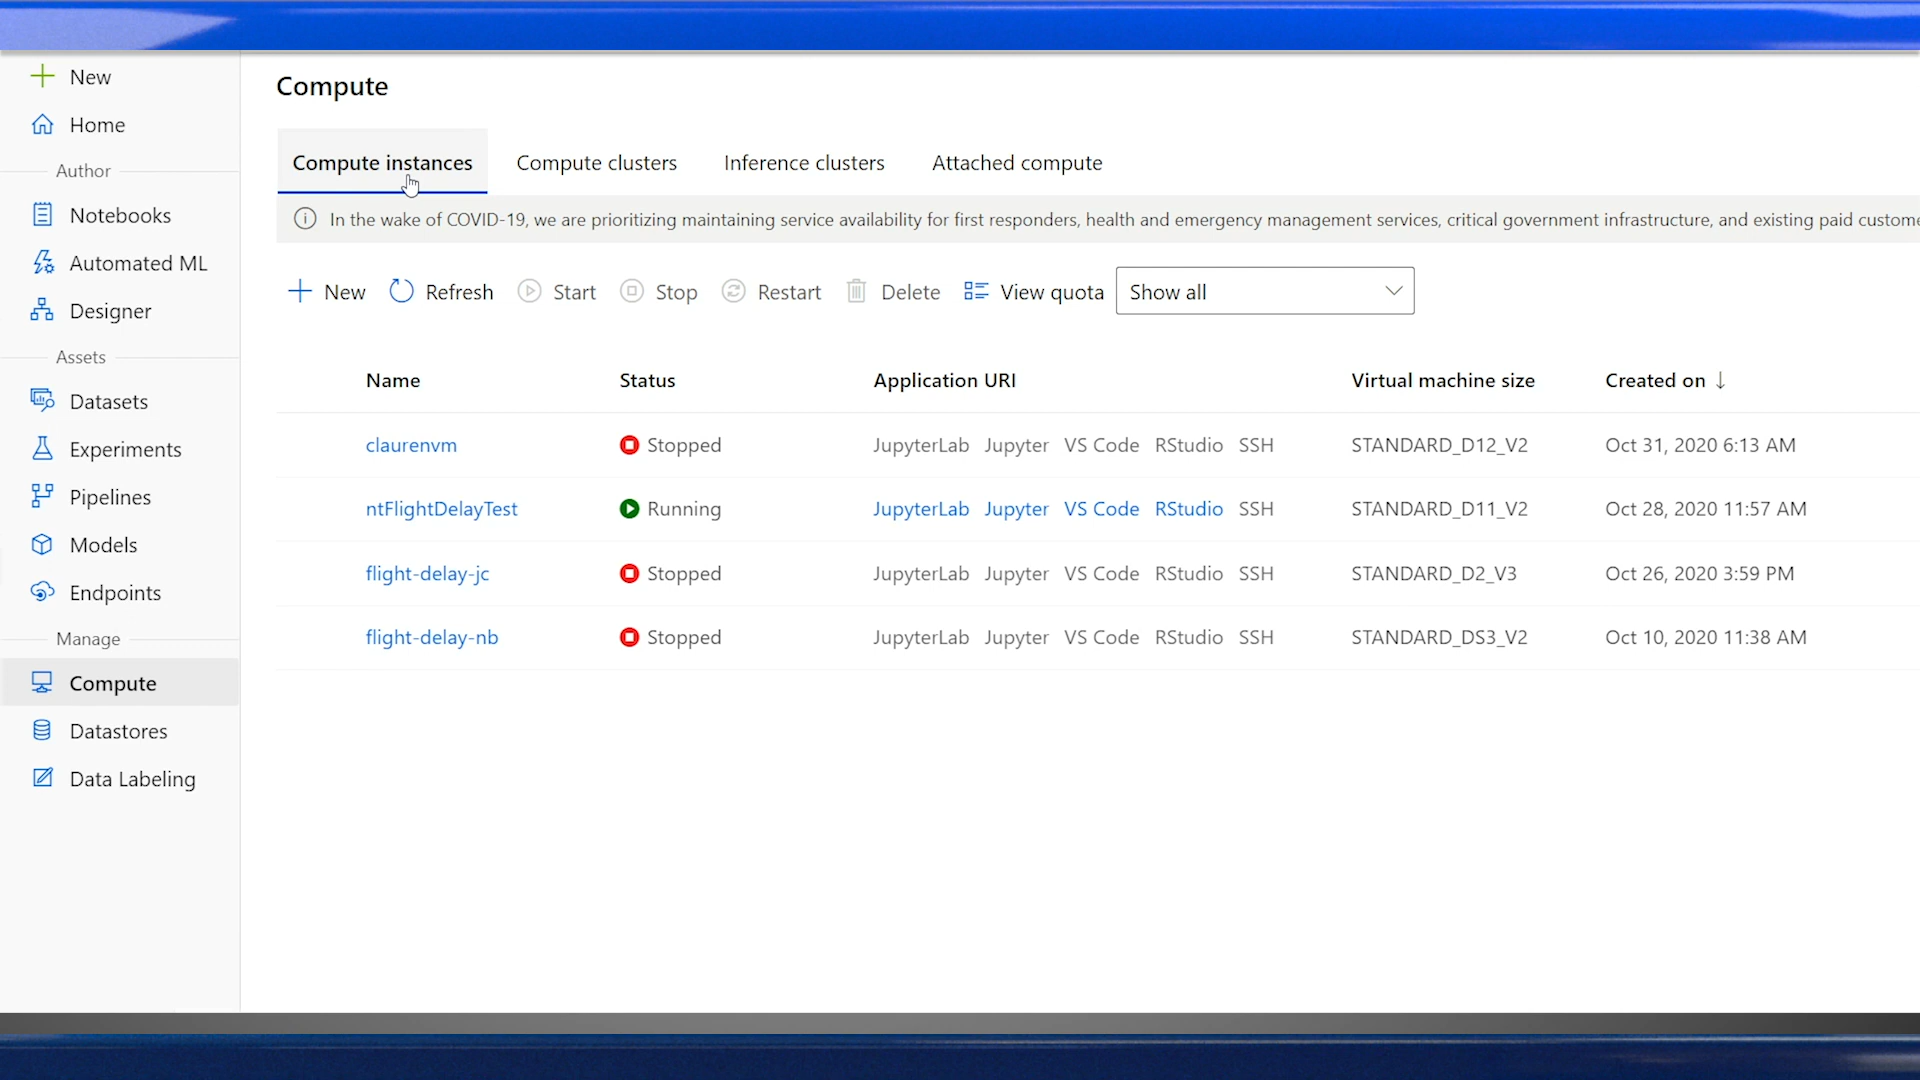 New
Home
Author
Notebooks
Automated ML
Designer
Assets
Datasets
Experiments
Pipelines
Models
Endpoints
Manage
Compute
Datastores
Data Labeling
Compute
Compute instances Compute clusters Inference clusters Attached compute
In the wake of COVID-19, we are prioritizing maintaining service availability for first responders, health and emergency management services, critical government infrastructure, and existing paid custome
New Refresh Start Stop Restart Delete View quota Show all
Name Status Application URI Virtual machine size Created on
claurenvm Stopped JupyterLab Jupyter VS Code RStudio SSH STANDARD_D12_V2 Oct 31, 2020 6:13 AM
ntFlightDelayTest Running JupyterLab Jupyter VS Code RStudio SSH STANDARD_D11_V2 Oct 28, 2020 11:57 AM
flight-delay-jc Stopped JupyterLab Jupyter VS Code RStudio SSH STANDARD_D2_V3 Oct 26, 2020 3:59 PM
flight-delay-nb Stopped JupyterLab Jupyter VS Code RStudio SSH STANDARD_DS3_V2 Oct 10, 2020 11:38 AM